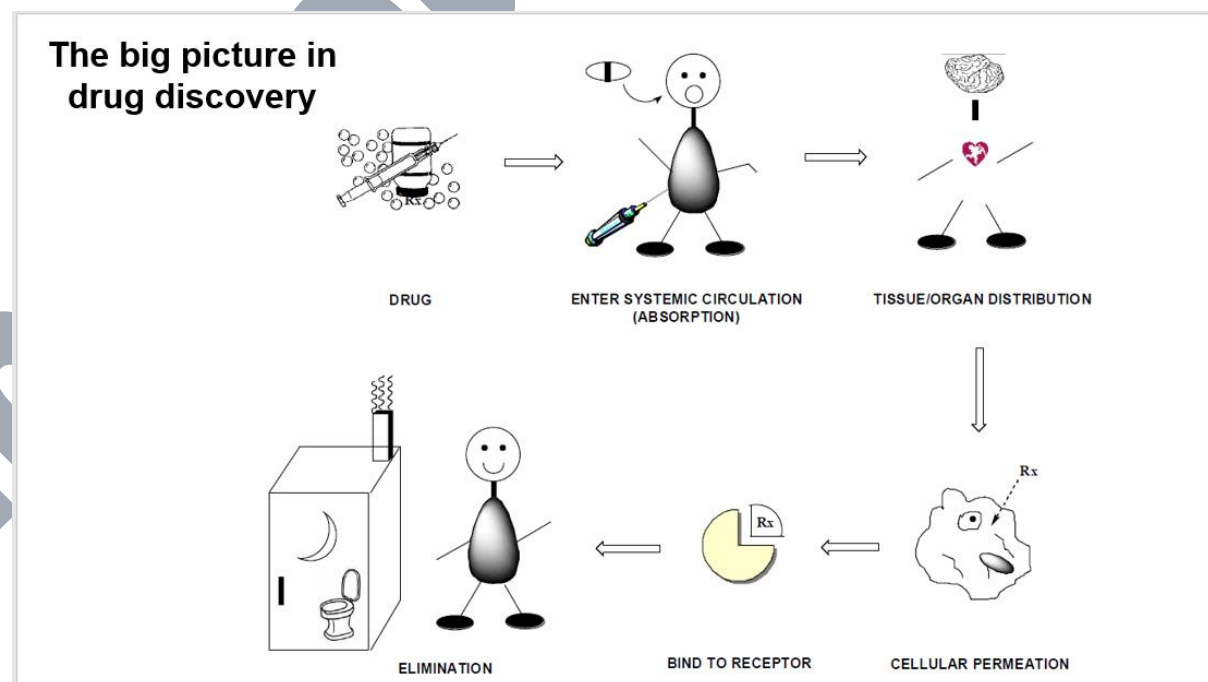 The big picture in
drug discovery
Rx
DRUG
ENTER SYSTEMIC CIRCULATION
(ABSORPTION)
TISSUE/ORGAN DISTRIBUTION
Rx
Rx
ELIMINATION
BIND TO RECEPTOR
CELLULAR PERMEATION